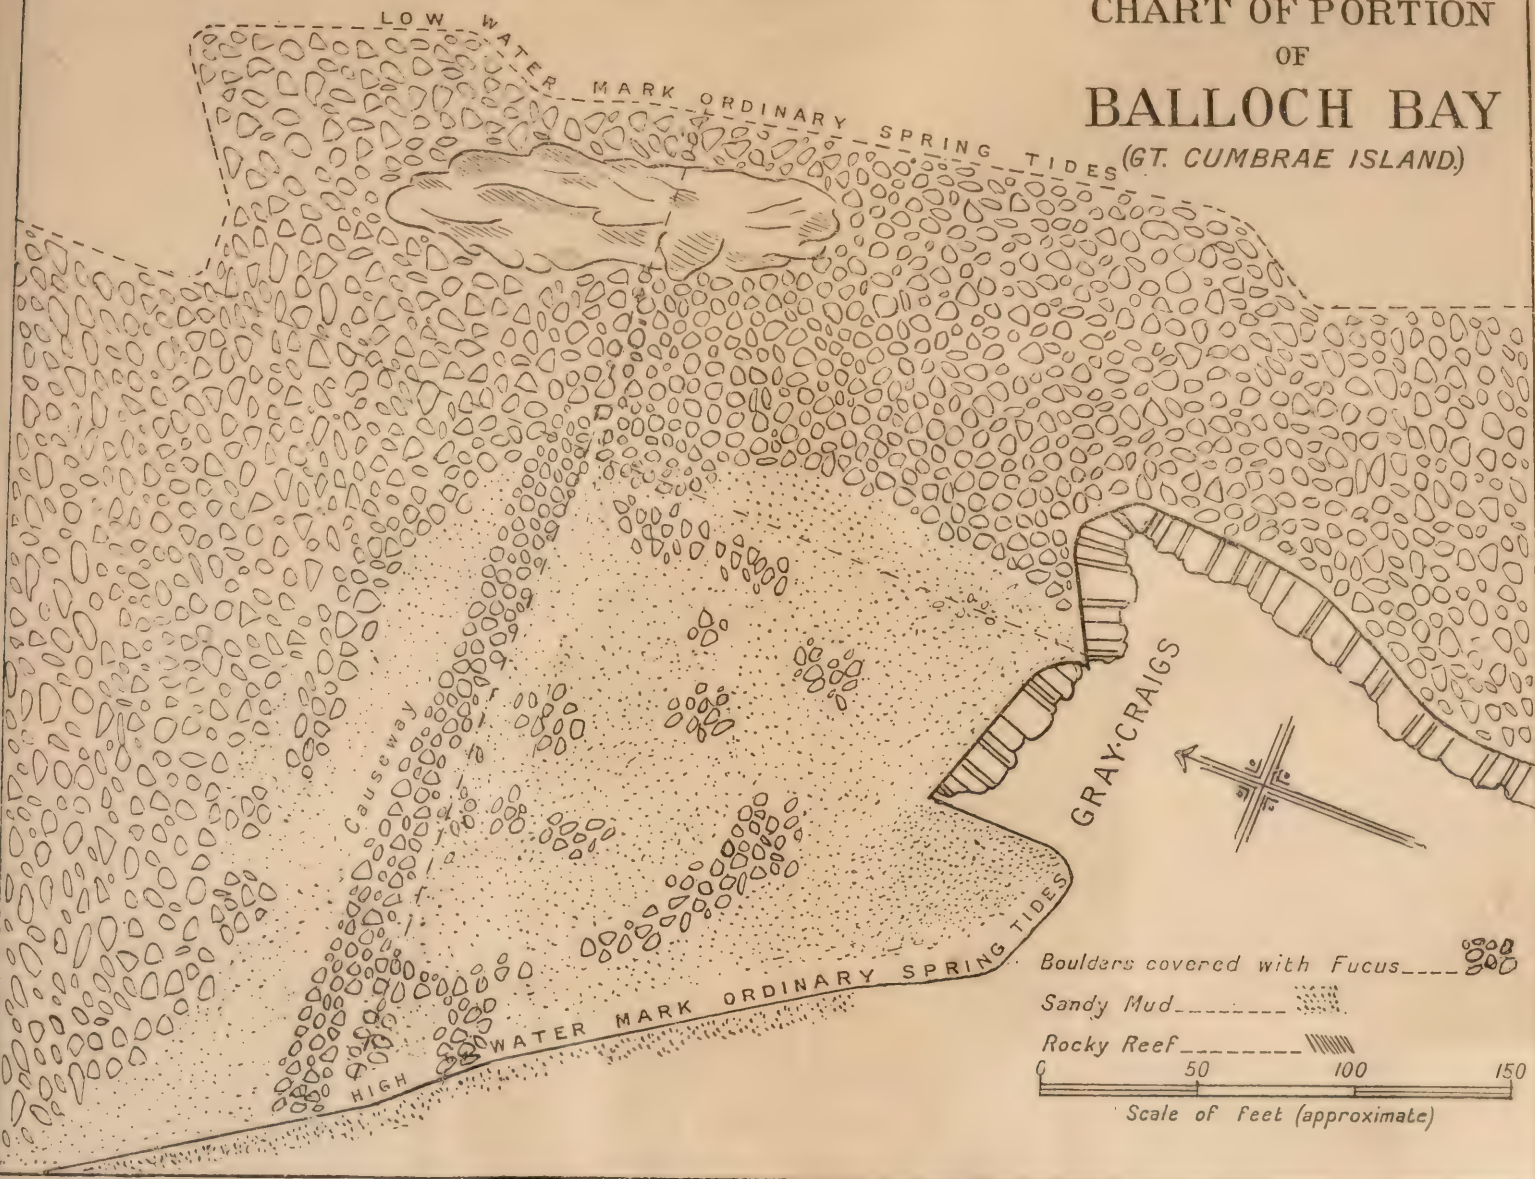 CHART OF PORTION
OF
BALLOCH BAY
(GT. CUMBRAE ISLAND.)
LOW WATER MARK ORDINARY SPRING TIDES
GRAY-CRAIGS
Causeway
HIGH WATER MARK ORDINARY SPRING TIDES
Boulders covered with Fucus
Sandy Mud
Rocky Reef
0 50 100 150
Scale of Feet (approximate)